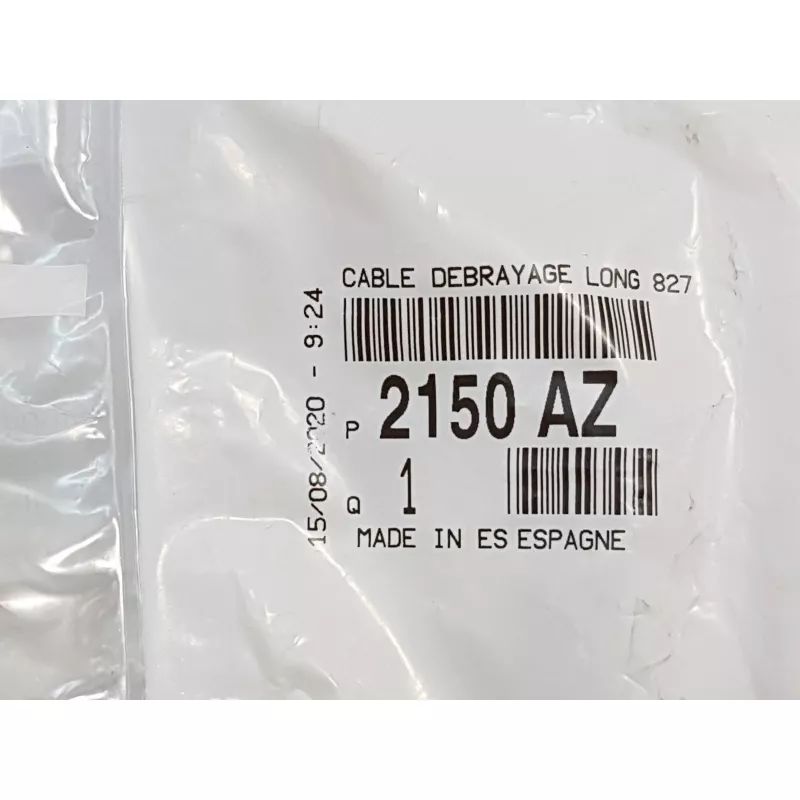 CABLE DEBRAYAGE LONG 827
P 2150 AZ
Q 1
MADE IN ES ESPAGNE
15/08/2020 - 9:24